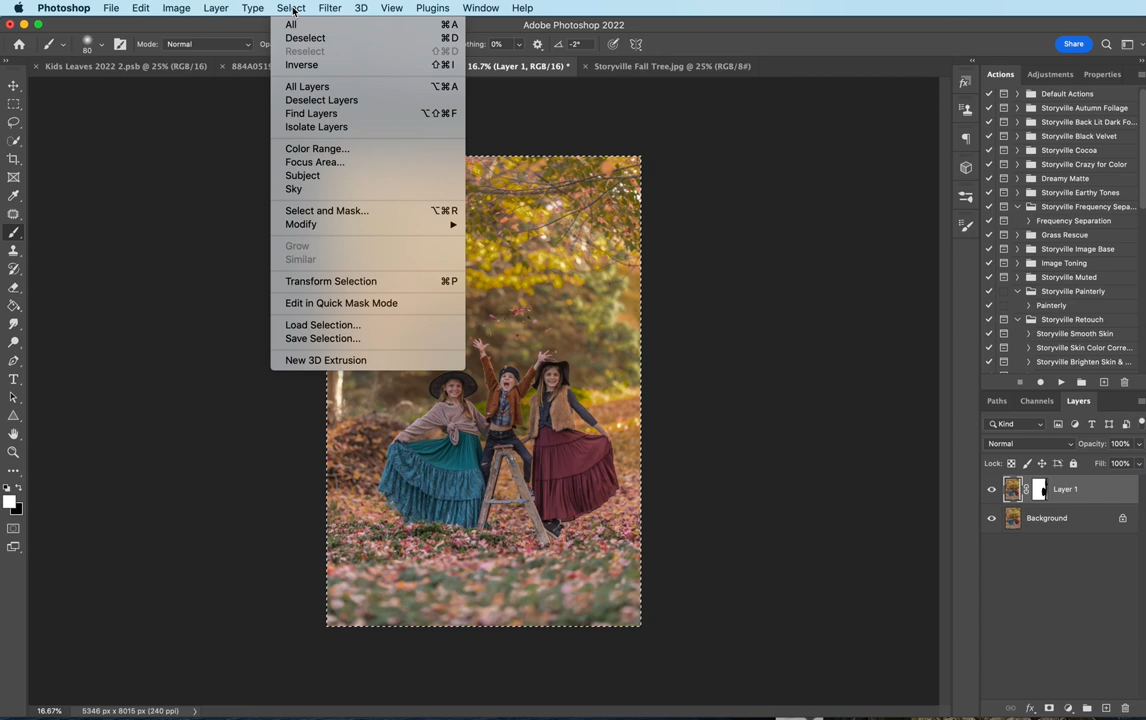 Photoshop File Edit Image Layer Type Select Filter 3D View Plugins Window Help
Adobe Photoshop 2022
80 Mode: Normal 0% -2° Share
× Kids Leaves 2022 2.psb @ 25% (RGB/16) × 884A051 16.7% (Layer 1, RGB/16) * × Storyville Fall Tree.jpg @ 25% (RGB/8#)
All ⌘A
Deselect ⌘D
Reselect ⇧⌘D
Inverse ⇧⌘I
All Layers ⌥⌘A
Deselect Layers
Find Layers ⌥⇧⌘F
Isolate Layers
Color Range...
Focus Area...
Subject
Sky
Select and Mask... ⌥⌘R
Modify
Grow
Similar
Transform Selection ⌘P
Edit in Quick Mask Mode
Load Selection...
Save Selection...
New 3D Extrusion
Actions Adjustments Properties
Default Actions
Storyville Autumn Foilage
Storyville Back Lit Dark Fo...
Storyville Black Velvet
Storyville Cocoa
Storyville Crazy for Color
Dreamy Matte
Storyville Earthy Tones
Storyville Frequency Sepa...
Frequency Separation
Grass Rescue
Storyville Image Base
Image Toning
Storyville Muted
Storyville Painterly
Painterly
Storyville Retouch
Storyville Smooth Skin
Storyville Skin Color Corre...
Storyville Brighten Skin & ...
Paths Channels Layers
Kind
Normal Opacity: 100%
Lock: Fill: 100%
Layer 1
Background
16.67% 5346 px x 8015 px (240 ppi)